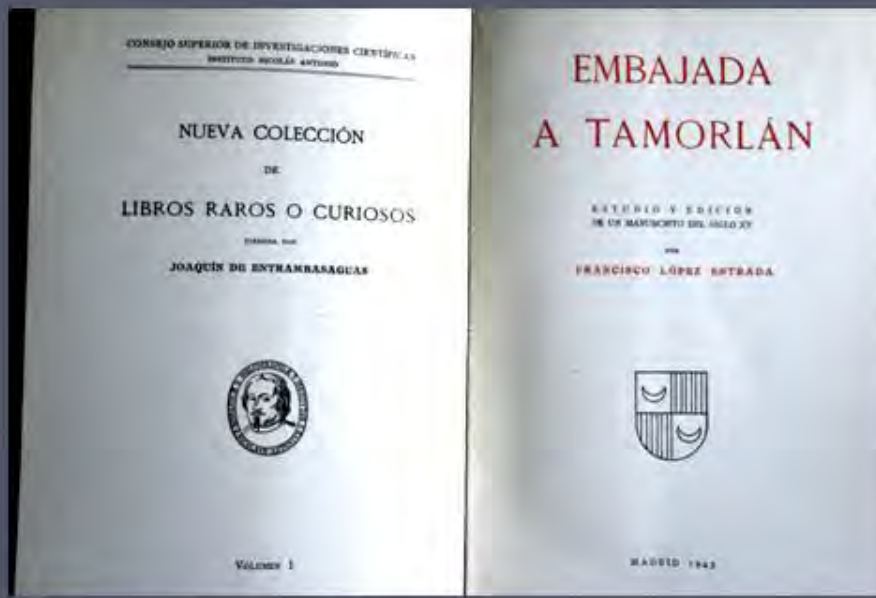 CONSEJO SUPERIOR DE INVESTIGACIONES CIENTÍFICAS
INSTITUTO NICOLÁS ANTONIO
NUEVA COLECCIÓN
DE
LIBROS RAROS O CURIOSOS
DIRIGIDA POR
JOAQUÍN DE ENTRAMBASAGUAS
VOLUMEN I
EMBAJADA
A TAMORLÁN
ESTUDIO Y EDICIÓN
DE UN MANUSCRITO DEL SIGLO XV
POR
FRANCISCO LÓPEZ ESTRADA
MADRID 1943